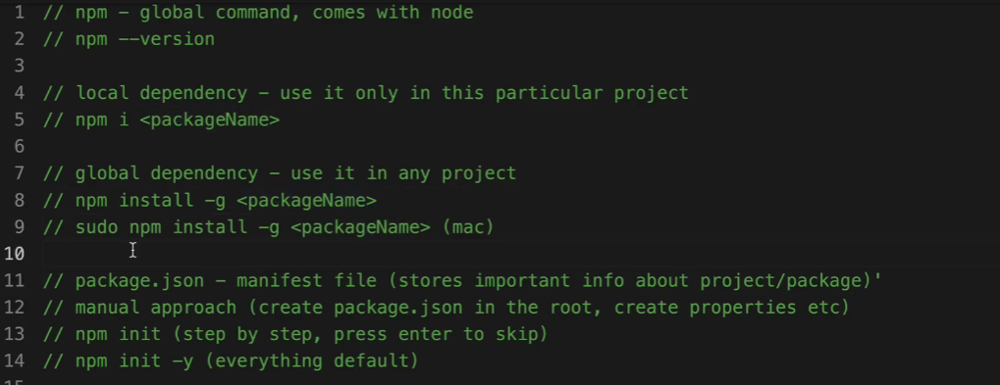 1 // npm - global command, comes with node
2 // npm --version
3
4 // local dependency - use it only in this particular project
5 // npm i <packageName>
6
7 // global dependency - use it in any project
8 // npm install -g <packageName>
9 // sudo npm install -g <packageName> (mac)
10
11 // package.json - manifest file (stores important info about project/package)'
12 // manual approach (create package.json in the root, create properties etc)
13 // npm init (step by step, press enter to skip)
14 // npm init -y (everything default)
15